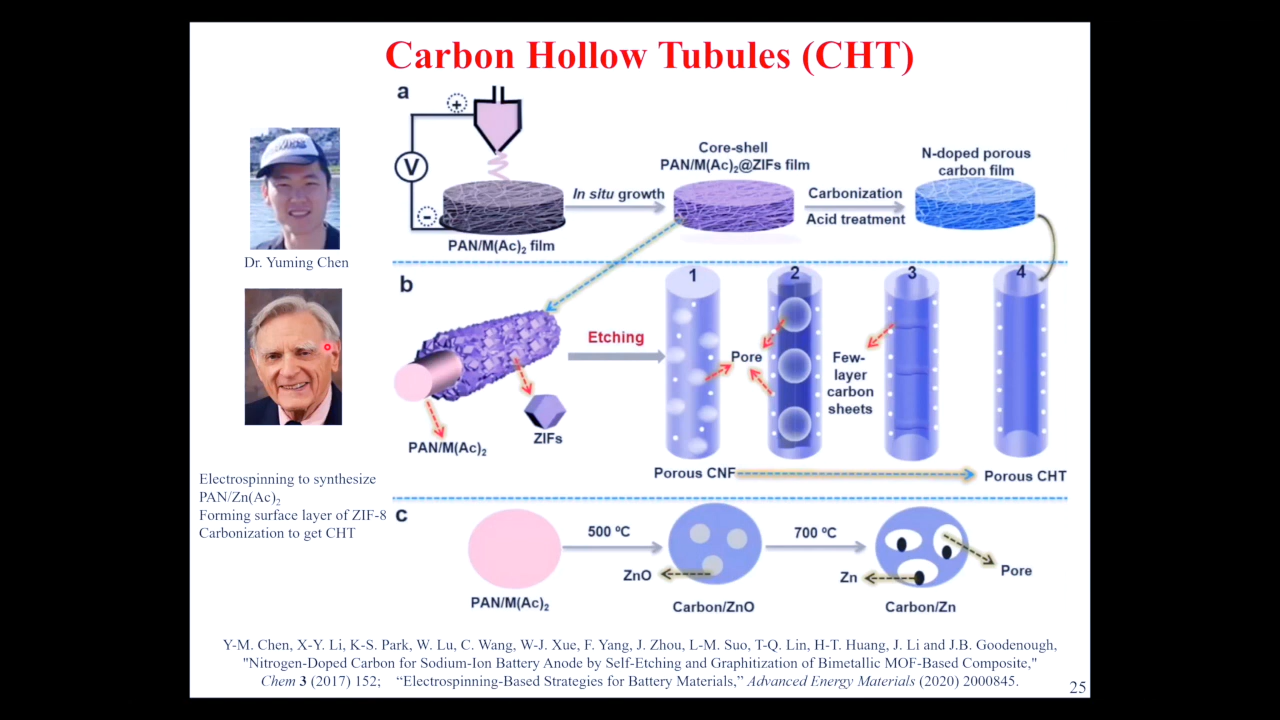 Carbon Hollow Tubules (CHT)
Dr. Yuming Chen
Electrospinning to synthesize
PAN/Zn(Ac)₂
Forming surface layer of ZIF-8
Carbonization to get CHT
a
+
V
-
PAN/M(Ac)₂ film
In situ growth
Core-shell
PAN/M(Ac)₂@ZIFs film
Carbonization
Acid treatment
N-doped porous
carbon film
b
PAN/M(Ac)₂
ZIFs
Etching
1
2
3
4
Pore
Few-
layer
carbon
sheets
Porous CNF
Porous CHT
c
PAN/M(Ac)₂
500 ºC
ZnO
Carbon/ZnO
700 ºC
Zn
Pore
Carbon/Zn
Y-M. Chen, X-Y. Li, K-S. Park, W. Lu, C. Wang, W-J. Xue, F. Yang, J. Zhou, L-M. Suo, T-Q. Lin, H-T. Huang, J. Li and J.B. Goodenough,
"Nitrogen-Doped Carbon for Sodium-Ion Battery Anode by Self-Etching and Graphitization of Bimetallic MOF-Based Composite,"
Chem 3 (2017) 152; “Electrospinning-Based Strategies for Battery Materials,” Advanced Energy Materials (2020) 2000845.
25